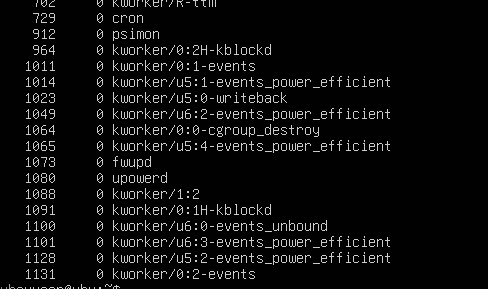 702 0 kworker/R-ttm
729 0 cron
912 0 psimon
964 0 kworker/0:2H-kblockd
1011 0 kworker/0:1-events
1014 0 kworker/u5:1-events_power_efficient
1023 0 kworker/u5:0-writeback
1049 0 kworker/u6:2-events_power_efficient
1064 0 kworker/0:0-cgroup_destroy
1065 0 kworker/u5:4-events_power_efficient
1073 0 fwupd
1080 0 upowerd
1088 0 kworker/1:2
1091 0 kworker/0:1H-kblockd
1100 0 kworker/u6:0-events_unbound
1101 0 kworker/u6:3-events_power_efficient
1128 0 kworker/u5:2-events_power_efficient
1131 0 kworker/0:2-events